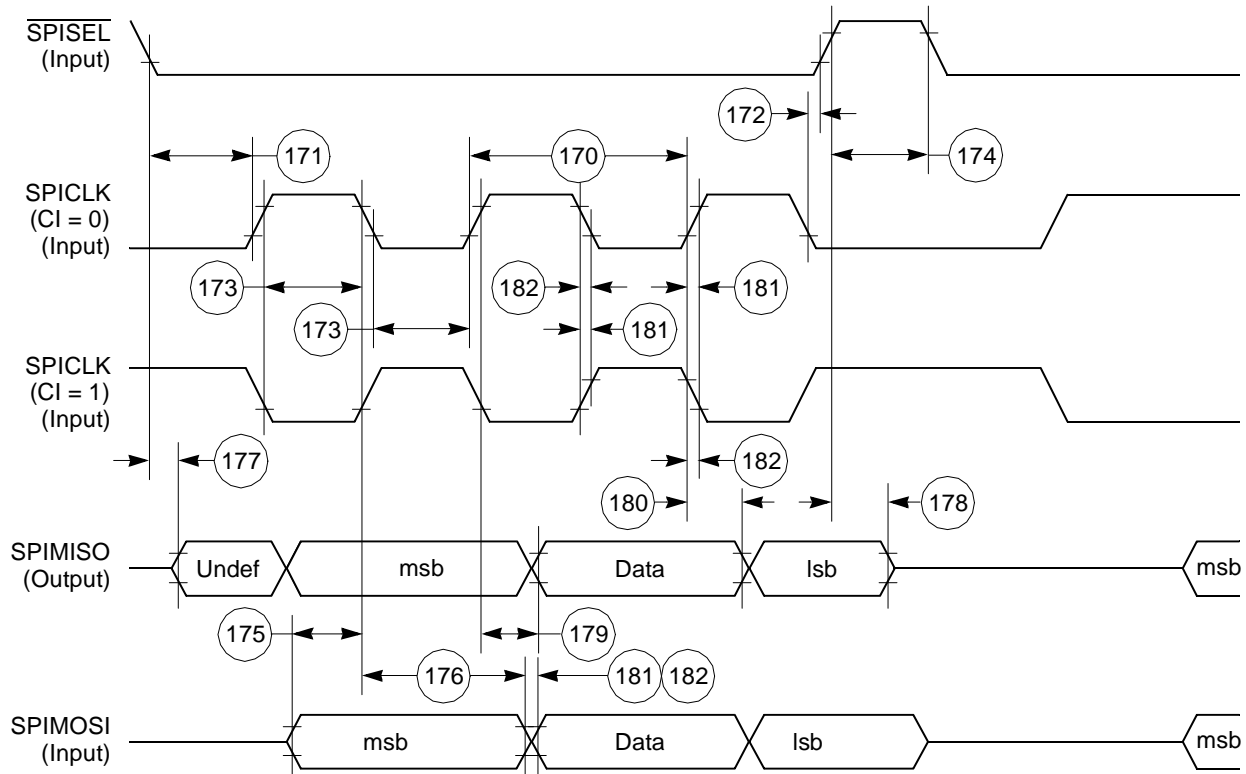 SPISEL
(Input)
172
171
170
174
SPICLK
(CI = 0)
(Input)
173
182
181
173
181
SPICLK
(CI = 1)
(Input)
177
182
180
178
SPIMISO
(Output)
Undef
msb
Data
lsb
msb
175
179
176
181
182
SPIMOSI
(Input)
msb
Data
lsb
msb